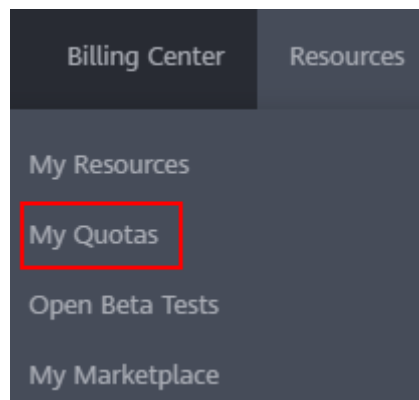 Billing Center Resources
My Resources
My Quotas
Open Beta Tests
My Marketplace